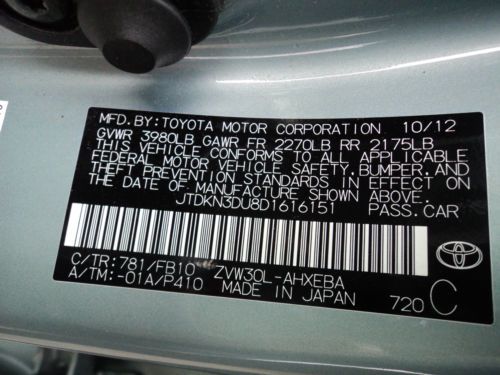 MFD.BY:TOYOTA MOTOR CORPORATION 10/12
GVWR 3980LB GAWR FR 2270LB RR 2175LB
THIS VEHICLE CONFORMS TO ALL APPLICABLE
FEDERAL MOTOR VEHICLE SAFETY,BUMPER,AND
THEFT PREVENTION STANDARDS IN EFFECT ON
THE DATE OF MANUFACTURE SHOWN ABOVE.
JTDKN3DU8D1616151 PASS.CAR
C/TR:781/FB10 ZVW30L-AHXEBA
A/TM:-01A/P410 MADE IN JAPAN 720 C